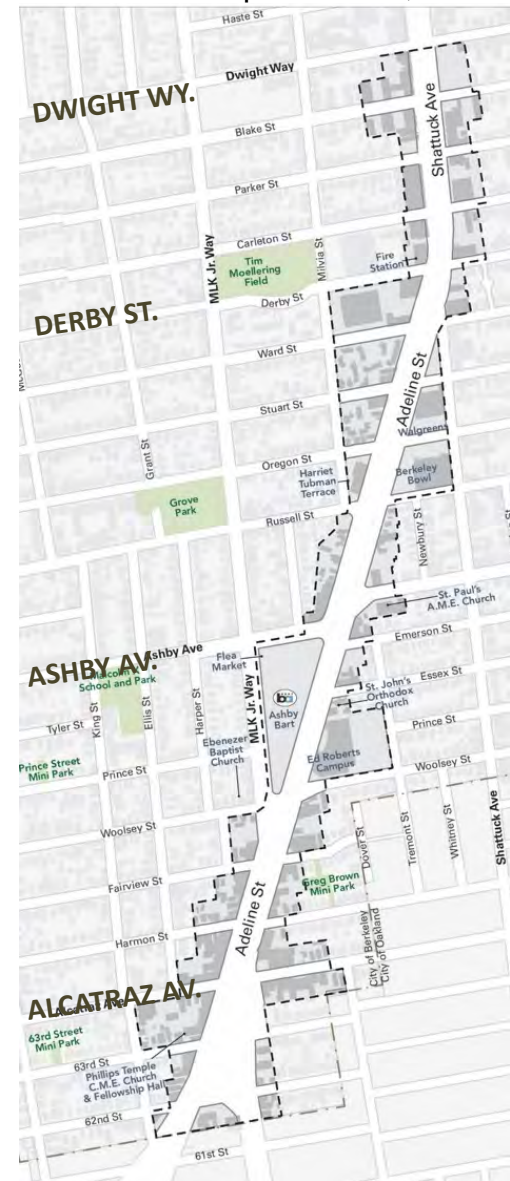 Haste St
Dwight Way
DWIGHT WY.
Blake St
Shattuck Ave
Parker St
Carleton St
MLK Jr. Way
Tim
Moellering
Field
Milvia St
Fire
Station
Derby St
DERBY ST.
Ward St
Adeline St
Stuart St
Walgreens
Grant St
Oregon St
Harriet
Tubman
Terrace
Berkeley
Bowl
Grove
Park
Russell St
Newbury St
St. Paul's
A.M.E. Church
Emerson St
Ashby Ave
Flea
Market
ASHBY AV.
School and Park
Essex St
St. John's
Orthodox
Church
MLK Jr. Way
ba
Ashby
Bart
Tyler St
King St
Ellis St
Harper St
Ebenezer
Baptist
Church
Prince St
Ed Roberts
Campus
Woolsey St
Prince Street
Mini Park
Prince St
Woolsey St
Dover St
Tremont St
Whitney St
Shattuck Ave
Fairview St
Greg Brown
Mini Park
Adeline St
Harmon St
City of Berkeley
City of Oakland
ALCATRAZ AV.
63rd Street
Mini Park
63rd St
Phillips Temple
C.M.E. Church
& Fellowship Hall
62nd St
61st St